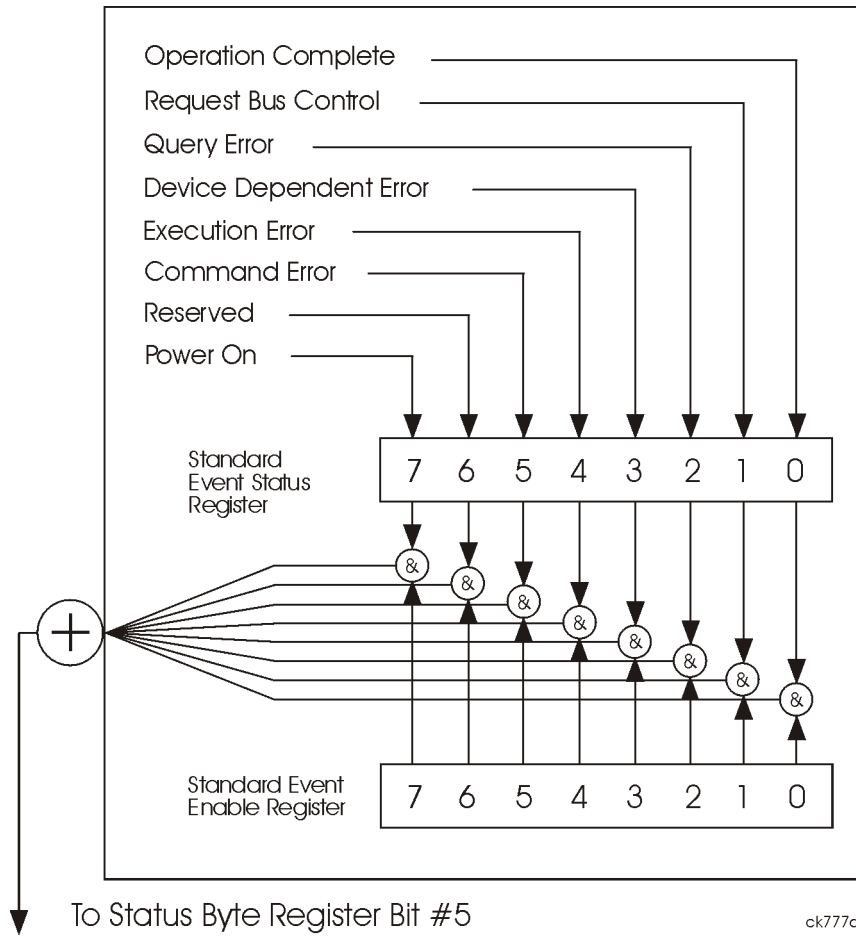 Operation Complete
Request Bus Control
Query Error
Device Dependent Error
Execution Error
Command Error
Reserved
Power On
Standard
Event Status
Register
7 6 5 4 3 2 1 0
&
&
&
&
&
&
&
&
+
Standard Event
Enable Register
7 6 5 4 3 2 1 0
To Status Byte Register Bit #5